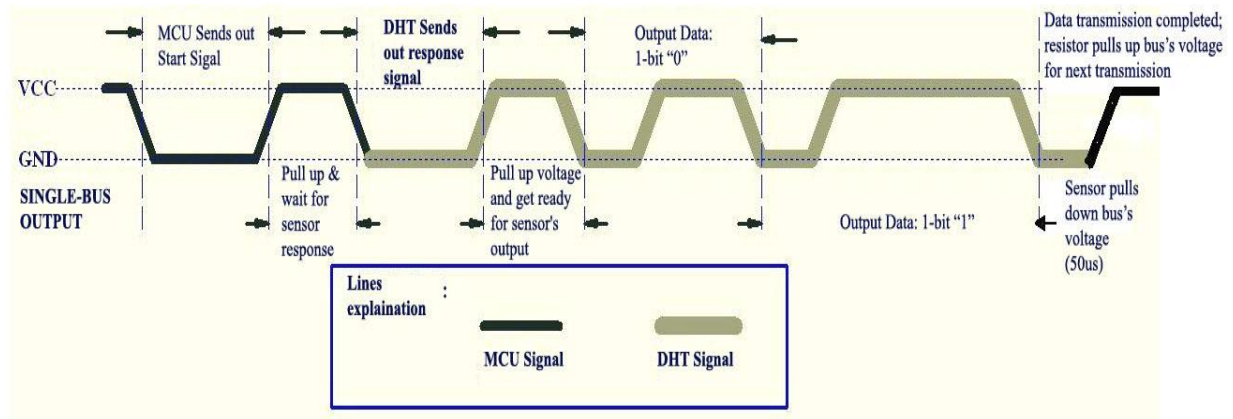 MCU Sends out
Start Sigal
DHT Sends
out response
signal
Output Data:
1-bit “0”
Data transmission completed;
resistor pulls up bus’s voltage
for next transmission
VCC
GND
SINGLE-BUS
OUTPUT
Pull up &
wait for
sensor
response
Pull up voltage
and get ready
for sensor's
output
Output Data: 1-bit “1”
Sensor pulls
down bus’s
voltage
(50us)
Lines
explaination :
MCU Signal
DHT Signal